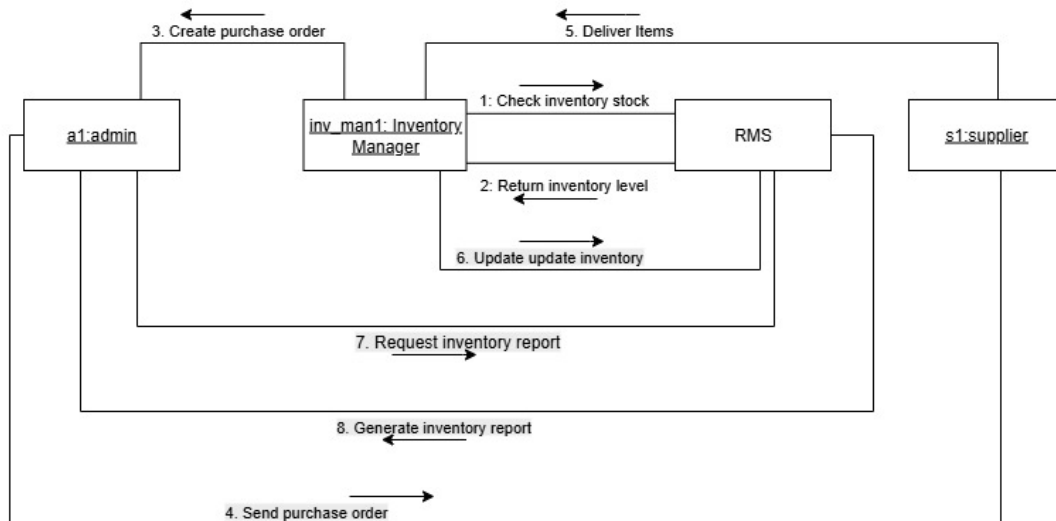 3. Create purchase order
5. Deliver Items
1: Check inventory stock
a1:admin
inv_man1: Inventory
Manager
RMS
s1:supplier
2: Return inventory level
6. Update update inventory
7. Request inventory report
8. Generate inventory report
4. Send purchase order